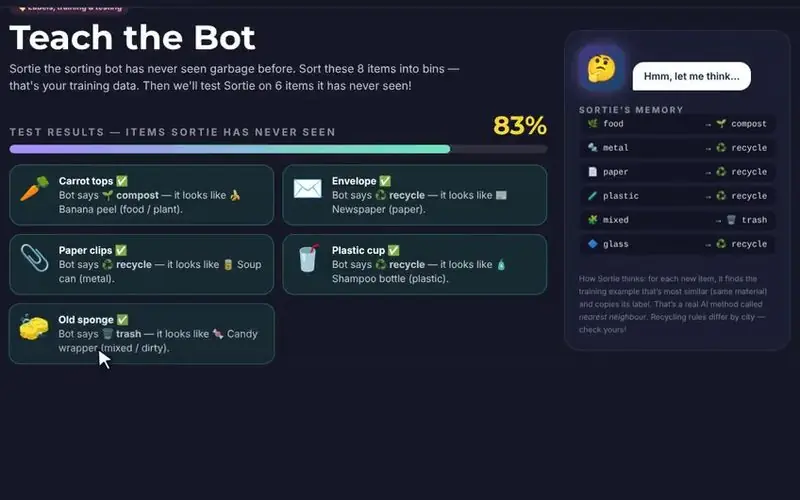 Labels, training & testing
Teach the Bot
Sortie the sorting bot has never seen garbage before. Sort these 8 items into bins —
that's your training data. Then we'll test Sortie on 6 items it has never seen!
TEST RESULTS — ITEMS SORTIE HAS NEVER SEEN
83%
Carrot tops ✅
Bot says 🌱 compost — it looks like 🍌
Banana peel (food / plant).
Envelope ✅
Bot says ♻️ recycle — it looks like 📰
Newspaper (paper).
Paper clips ✅
Bot says ♻️ recycle — it looks like 🥫 Soup
can (metal).
Plastic cup ✅
Bot says ♻️ recycle — it looks like 🧴
Shampoo bottle (plastic).
Old sponge ✅
Bot says 🗑️ trash — it looks like 🍬 Candy
wrapper (mixed / dirty).
Hmm, let me think...
SORTIE'S MEMORY
🌿 food → 🌱 compost
🔩 metal → ♻️ recycle
📄 paper → ♻️ recycle
🧪 plastic → ♻️ recycle
🧩 mixed → 🗑️ trash
🔷 glass → ♻️ recycle
How Sortie thinks: for each new item, it finds the
training example that's most similar (same material)
and copies its label. That's a real AI method called
nearest neighbour. Recycling rules differ by city —
check yours!